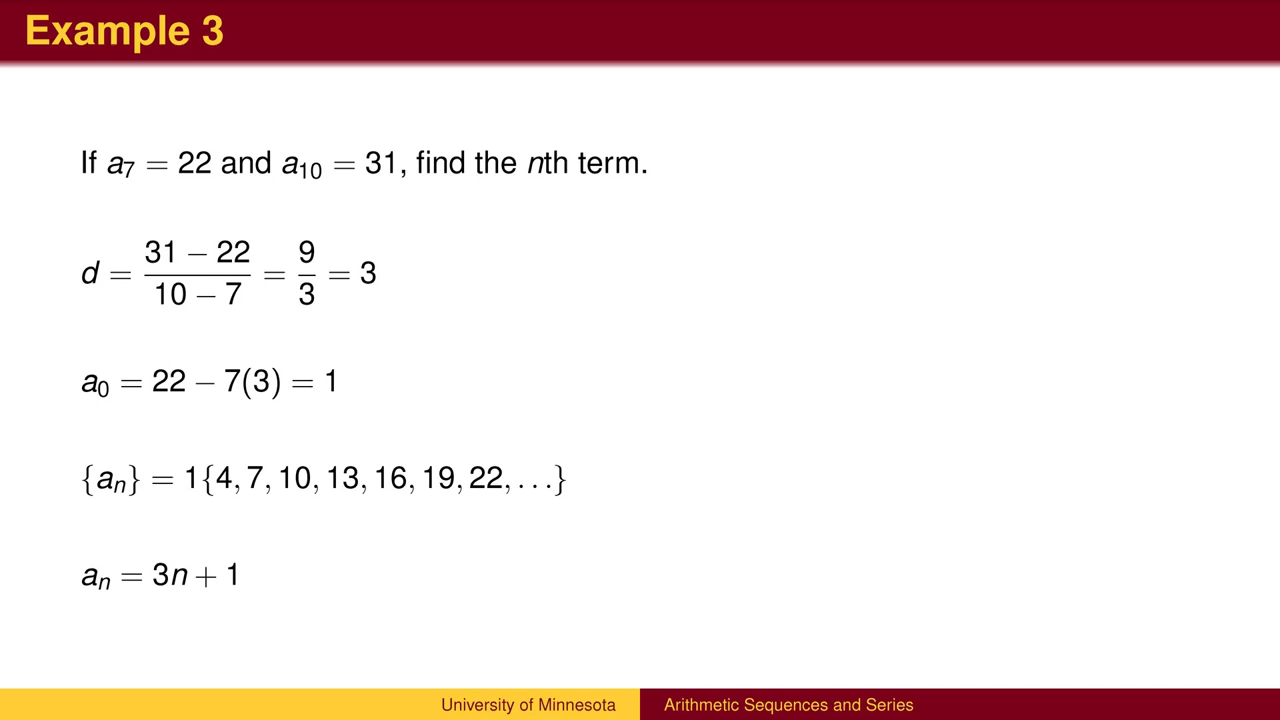 Example 3
If a₇ = 22 and a₁₀ = 31, find the nth term.
d = (31 − 22)/(10 − 7) = 9/3 = 3
a₀ = 22 − 7(3) = 1
{aₙ} = 1{4, 7, 10, 13, 16, 19, 22, . . .}
aₙ = 3n + 1
University of Minnesota Arithmetic Sequences and Series